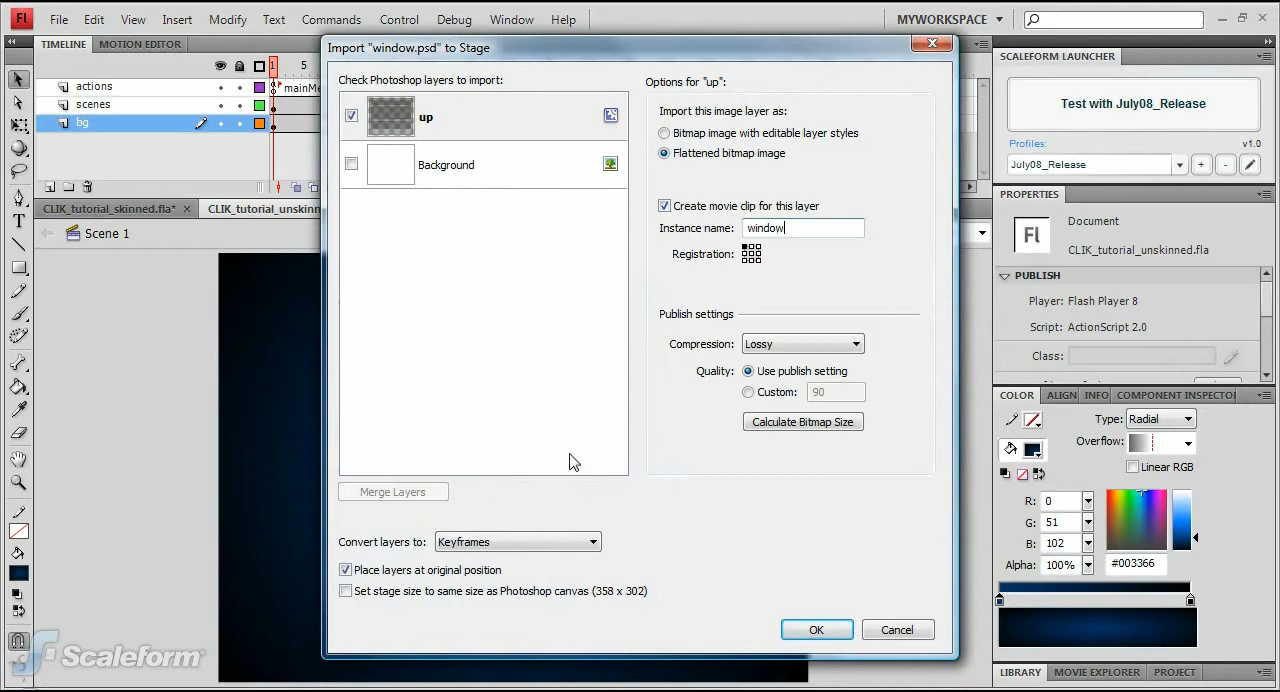 Fl File Edit View Insert Modify Text Commands Control Debug Window Help MYWORKSPACE
TIMELINE MOTION EDITOR
1 5
actions
mainMe
scenes
bg
CLIK_tutorial_skinned.fla* × CLIK_tutorial_unskinn
Scene 1
Import "window.psd" to Stage
Check Photoshop layers to import:
up
Background
Merge Layers
Convert layers to: Keyframes
Place layers at original position
Set stage size to same size as Photoshop canvas (358 x 302)
Options for "up":
Import this image layer as:
Bitmap image with editable layer styles
Flattened bitmap image
Create movie clip for this layer
Instance name: window
Registration:
Publish settings
Compression: Lossy
Quality: Use publish setting
Custom: 90
Calculate Bitmap Size
OK Cancel
SCALEFORM LAUNCHER
Test with July08_Release
Profiles: v1.0
July08_Release + -
PROPERTIES
Fl Document
CLIK_tutorial_unskinned.fla
PUBLISH
Player: Flash Player 8
Script: ActionScript 2.0
Class:
COLOR ALIGN INFO COMPONENT INSPECTO
Type: Radial
Overflow:
Linear RGB
R: 0
G: 51
B: 102
Alpha: 100% #003366
LIBRARY MOVIE EXPLORER PROJECT
Scaleform